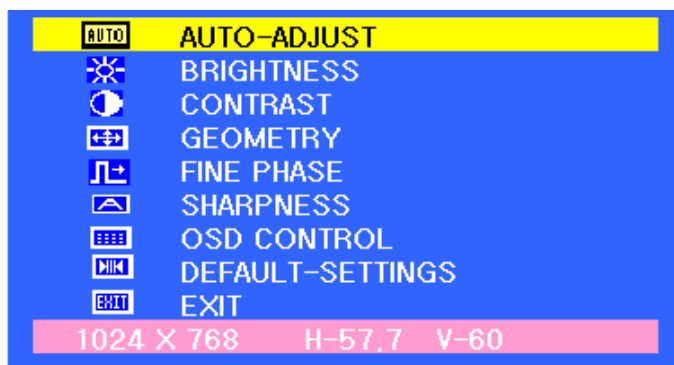 AUTO AUTO-ADJUST
BRIGHTNESS
CONTRAST
GEOMETRY
FINE PHASE
SHARPNESS
OSD CONTROL
DEFAULT-SETTINGS
EXIT EXIT
1024 X 768 H-57.7 V-60